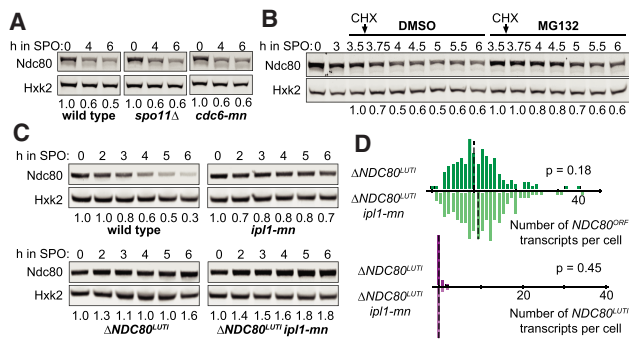 A
h in SPO: 0 4 6 0 4 6 0 4 6
Ndc80
Hxk2
1.0 0.6 0.5 1.0 0.6 0.6 1.0 0.6 0.6
wild type spo11Δ cdc6-mn
B
CHX DMSO CHX MG132
h in SPO: 0 3 3.5 3.75 4 4.5 5 5.5 6 3.5 3.75 4 4.5 5 5.5 6
Ndc80
Hxk2
1.0 0.7 0.5 0.6 0.5 0.4 0.4 1.0 1.0 0.8 0.8 0.7 0.6 0.6
C
h in SPO: 0 2 3 4 5 6 0 2 3 4 5 6
Ndc80
Hxk2
1.0 1.0 0.8 0.6 0.5 0.3 1.0 0.7 0.8 0.8 0.8 0.7
wild type ipl1-mn
h in SPO: 0 2 3 4 5 6 0 2 3 4 5 6
Ndc80
Hxk2
1.0 1.3 1.1 1.0 1.0 1.6 1.0 1.4 1.5 1.6 1.8 1.8
ΔNDC80LUTI ΔNDC80LUTI ipl1-mn
D
ΔNDC80LUTI
p = 0.18
ΔNDC80LUTI
ipl1-mn
40
Number of NDC80ORF
transcripts per cell
ΔNDC80LUTI
p = 0.45
ΔNDC80LUTI
ipl1-mn
20 40
Number of NDC80LUTI
transcripts per cell